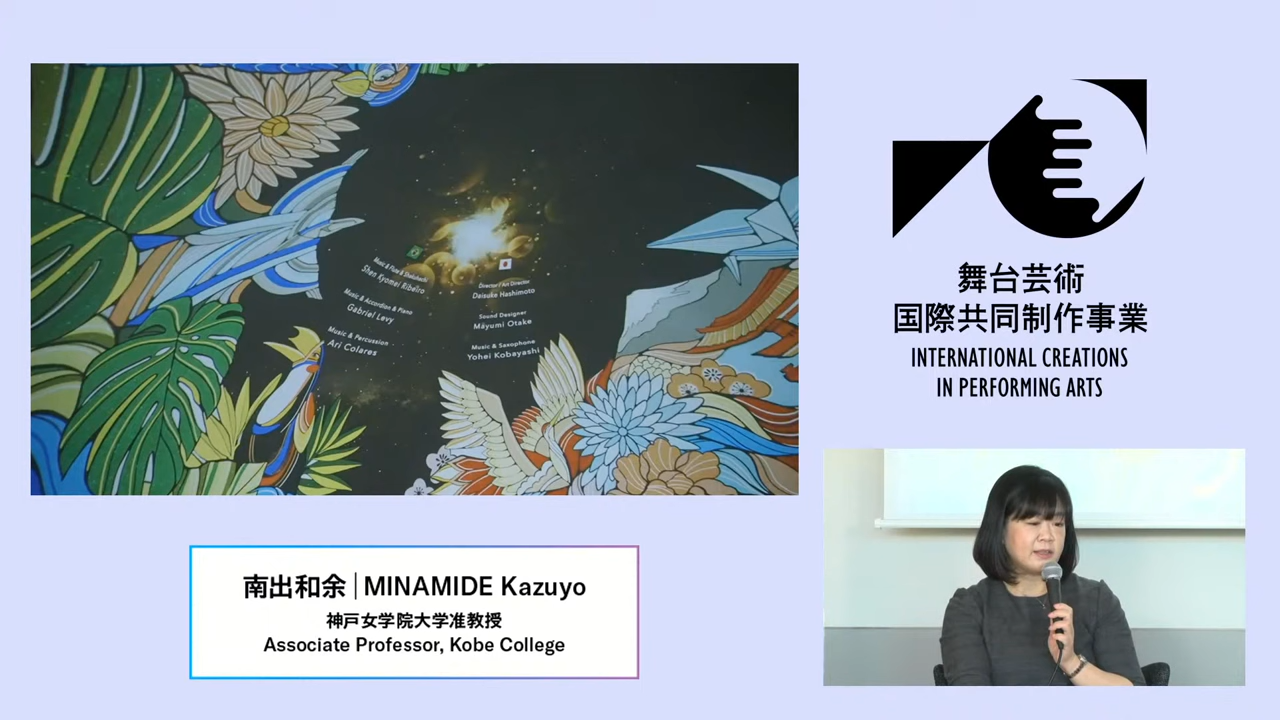 Music & Flute & Shakuhachi
Shen Kyomei Ribeiro
Music & Accordion & Piano
Gabriel Levy
Music & Percussion
Ari Colares
Director / Art Director
Daisuke Hashimoto
Sound Designer
Mäyumi Otake
Music & Saxophone
Yohei Kobayashi
舞台芸術
国際共同制作事業
INTERNATIONAL CREATIONS
IN PERFORMING ARTS
南出和余|MINAMIDE Kazuyo
神戸女学院大学准教授
Associate Professor, Kobe College